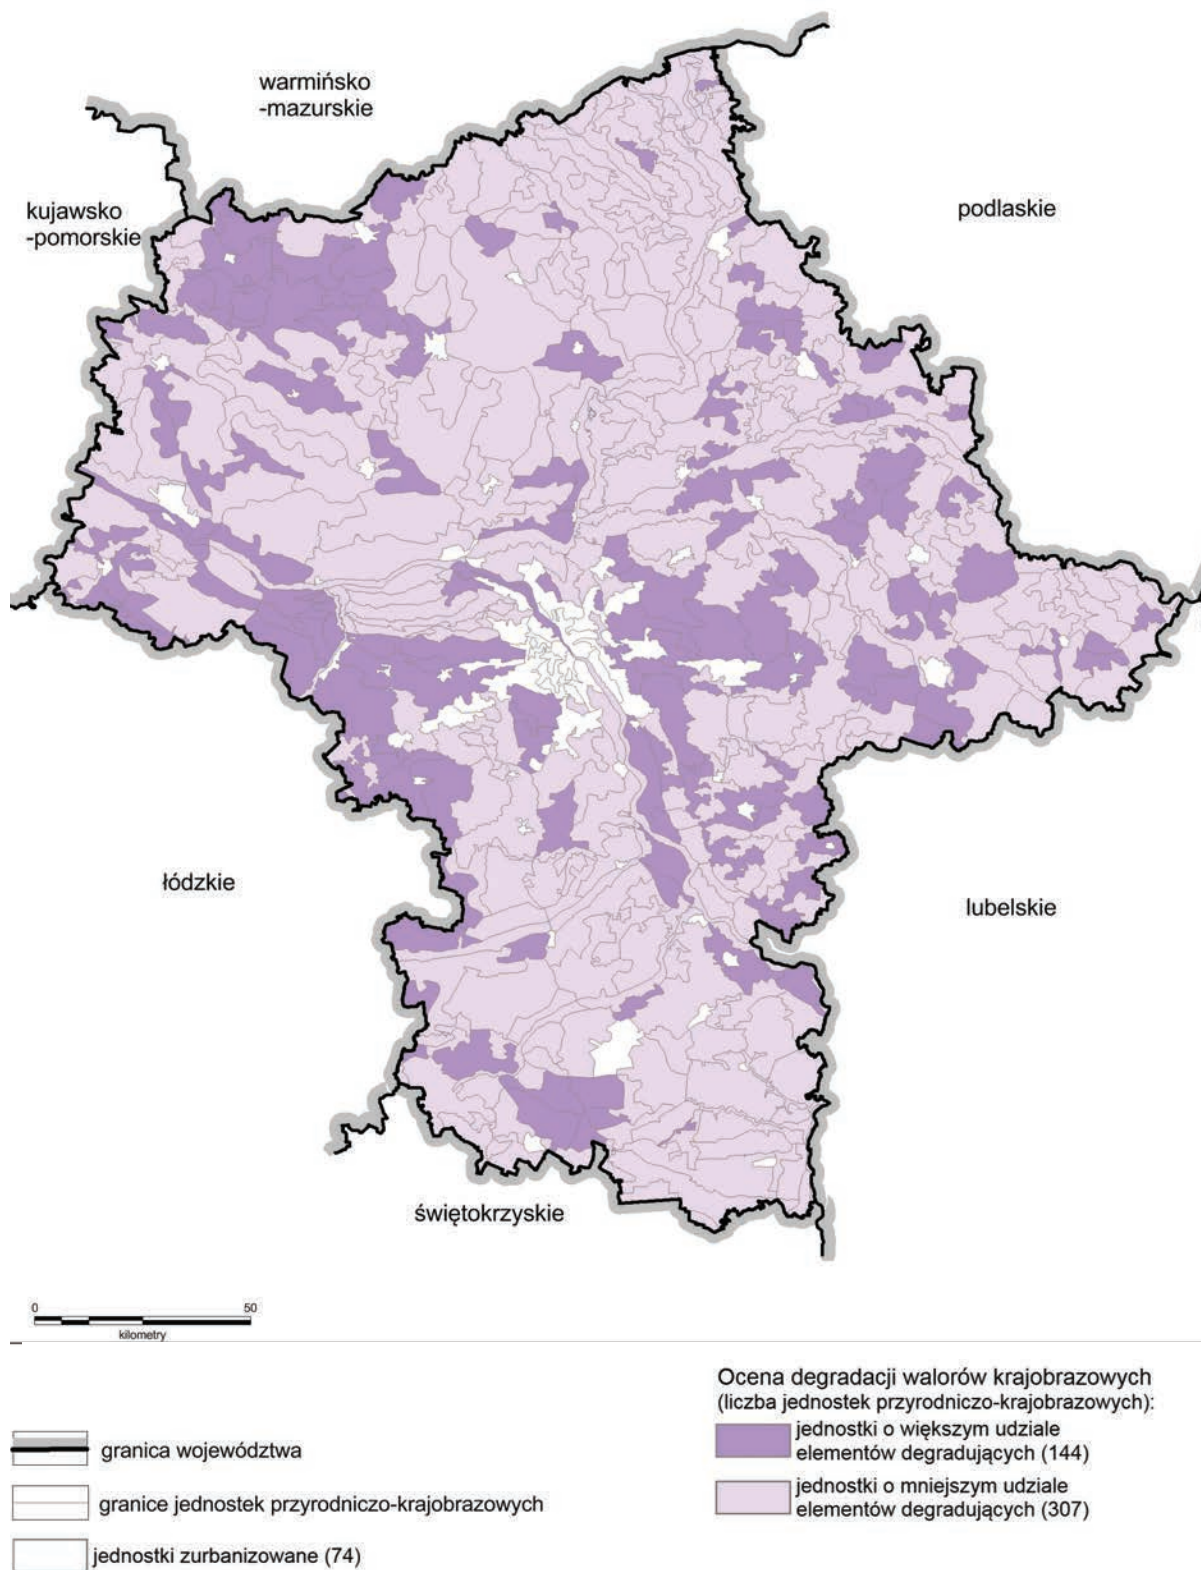 warmińsko
-mazurskie
kujawsko
-pomorskie
podlaskie
łódzkie
lubelskie
świętokrzyskie
0 50
kilometry
Ocena degradacji walorów krajobrazowych
(liczba jednostek przyrodniczo-krajobrazowych):
jednostki o większym udziale
elementów degradujących (144)
jednostki o mniejszym udziale
elementów degradujących (307)
granica województwa
granice jednostek przyrodniczo-krajobrazowych
jednostki zurbanizowane (74)